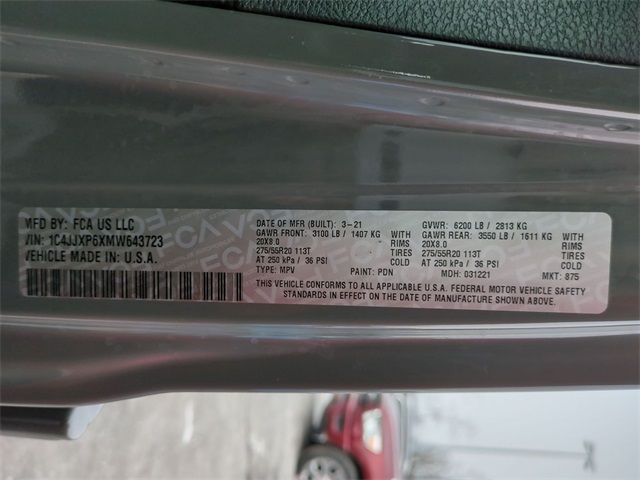 MFD BY: FCA US LLC
VIN: 1C4JJXP6XMW643723
VEHICLE MADE IN: U.S.A.
DATE OF MFR (BUILT): 3-21
GAWR FRONT: 3100 LB / 1407 KG
20X8.0 RIMS
275/55R20 113T TIRES
AT 250 kPa / 36 PSI COLD
TYPE: MPV PAINT: PDN
GVWR: 6200 LB / 2813 KG
GAWR REAR: 3550 LB / 1611 KG
WITH 20X8.0 RIMS
275/55R20 113T TIRES
AT 250 kPa / 36 PSI COLD
MDH: 031221 MKT: 875
THIS VEHICLE CONFORMS TO ALL APPLICABLE U.S.A. FEDERAL MOTOR VEHICLE SAFETY
STANDARDS IN EFFECT ON THE DATE OF MANUFACTURE SHOWN ABOVE.